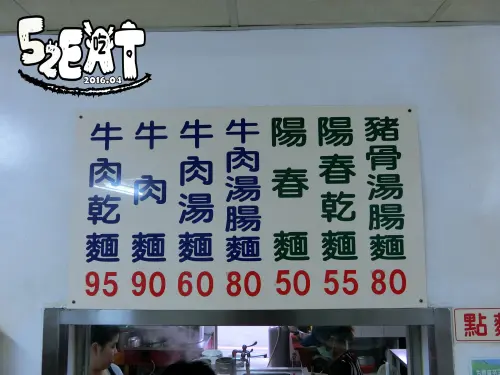 52EAT
吃
2016.04
牛肉乾麵 95
牛肉麵 90
牛肉湯麵 60
牛肉湯腸麵 80
陽春麵 50
陽春乾麵 55
豬骨湯腸麵 80
點